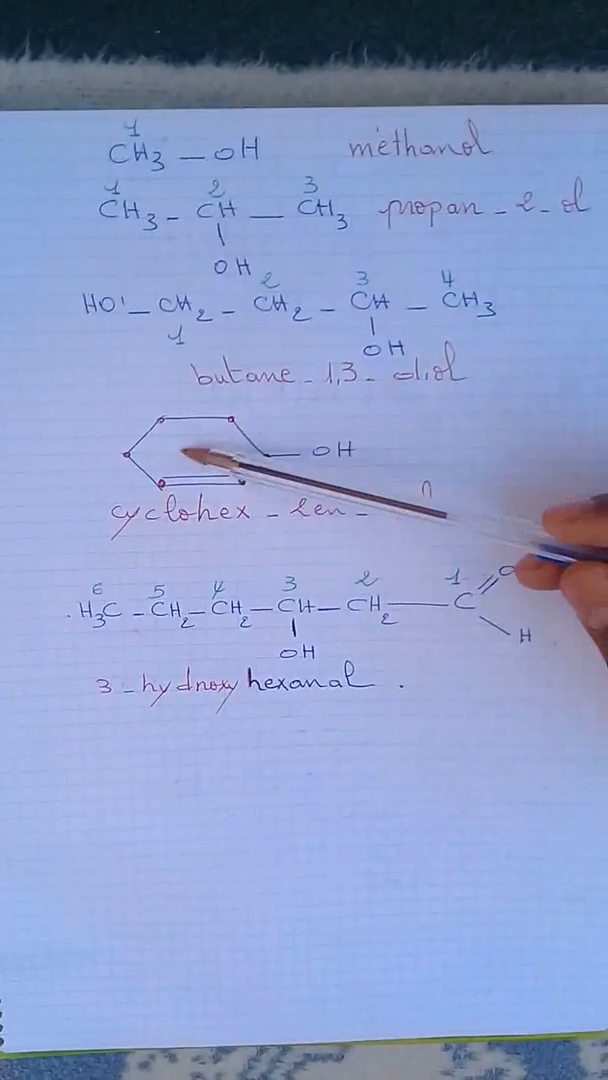 1
CH3 - OH méthanol
1 2 3
CH3 - CH - CH3 propan-2-ol
OH
2 3 4
HO - CH2 - CH2 - CH - CH3
1 OH
butane-1,3-diol
OH
cyclohex-2en-
6 5 4 3 2 1
H3C - CH2 - CH2 - CH - CH2 - C O
OH H
3-hydroxyhexanal.